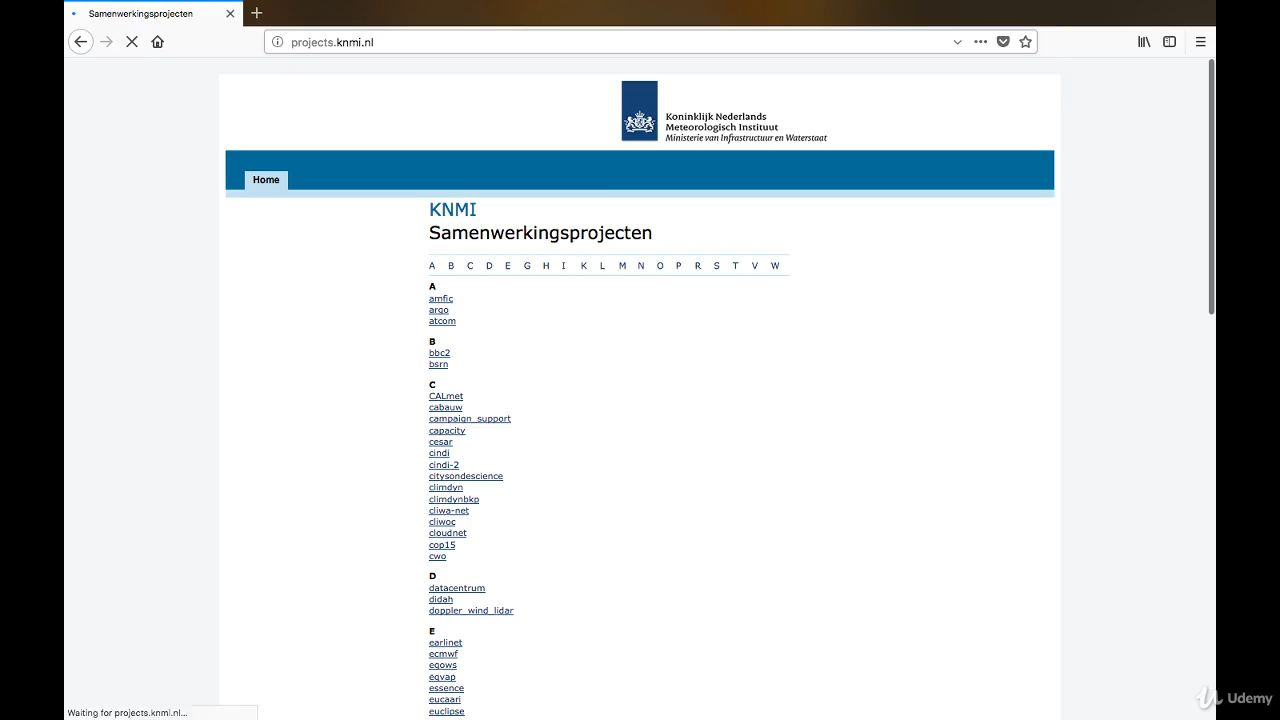 Samenwerkingsprojecten
projects.knmi.nl
Koninklijk Nederlands
Meteorologisch Instituut
Ministerie van Infrastructuur en Waterstaat
Home
KNMI
Samenwerkingsprojecten
A B C D E G H I K L M N O P R S T V W
A
amfic
argo
atcom
B
bbc2
bsrn
C
CALmet
cabauw
campaign_support
capacity
cesar
cindi
cindi-2
citysondescience
climdyn
climdynbkp
cliwa-net
cliwoc
cloudnet
cop15
cwo
D
datacentrum
didah
doppler_wind_lidar
E
earlinet
ecmwf
eqows
eqvap
essence
eucaari
euclipse
Waiting for projects.knmi.nl...
Udemy